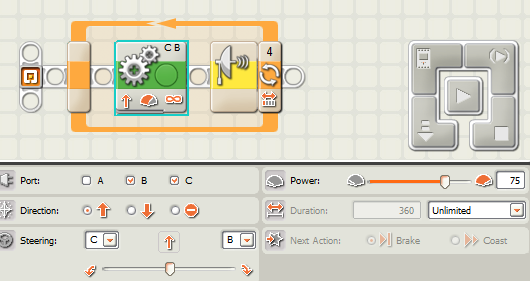 C B
4
Port: A B C
Power: 75
Direction:
Duration: 360 Unlimited
Steering: C B
Next Action: Brake Coast